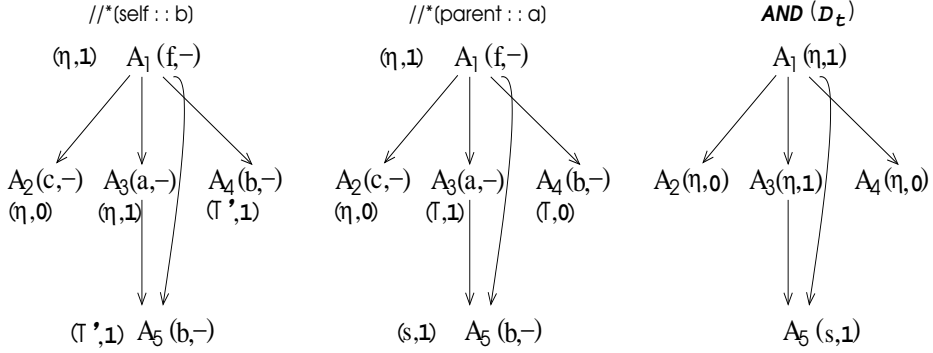 //*[self : : b] //*[parent : : a] AND (D_t)
(η,1) A₁(f,−) (η,1) A₁(f,−) A₁(η,1)
A₂(c,−) A₃(a,−) A₄(b,−) A₂(c,−) A₃(a,−) A₄(b,−) A₂(η,0) A₃(η,1) A₄(η,0)
(η,0) (η,1) (T',1) (η,0) (T,1) (T,0)
(T',1) A₅(b,−) (s,1) A₅(b,−) A₅(s,1)